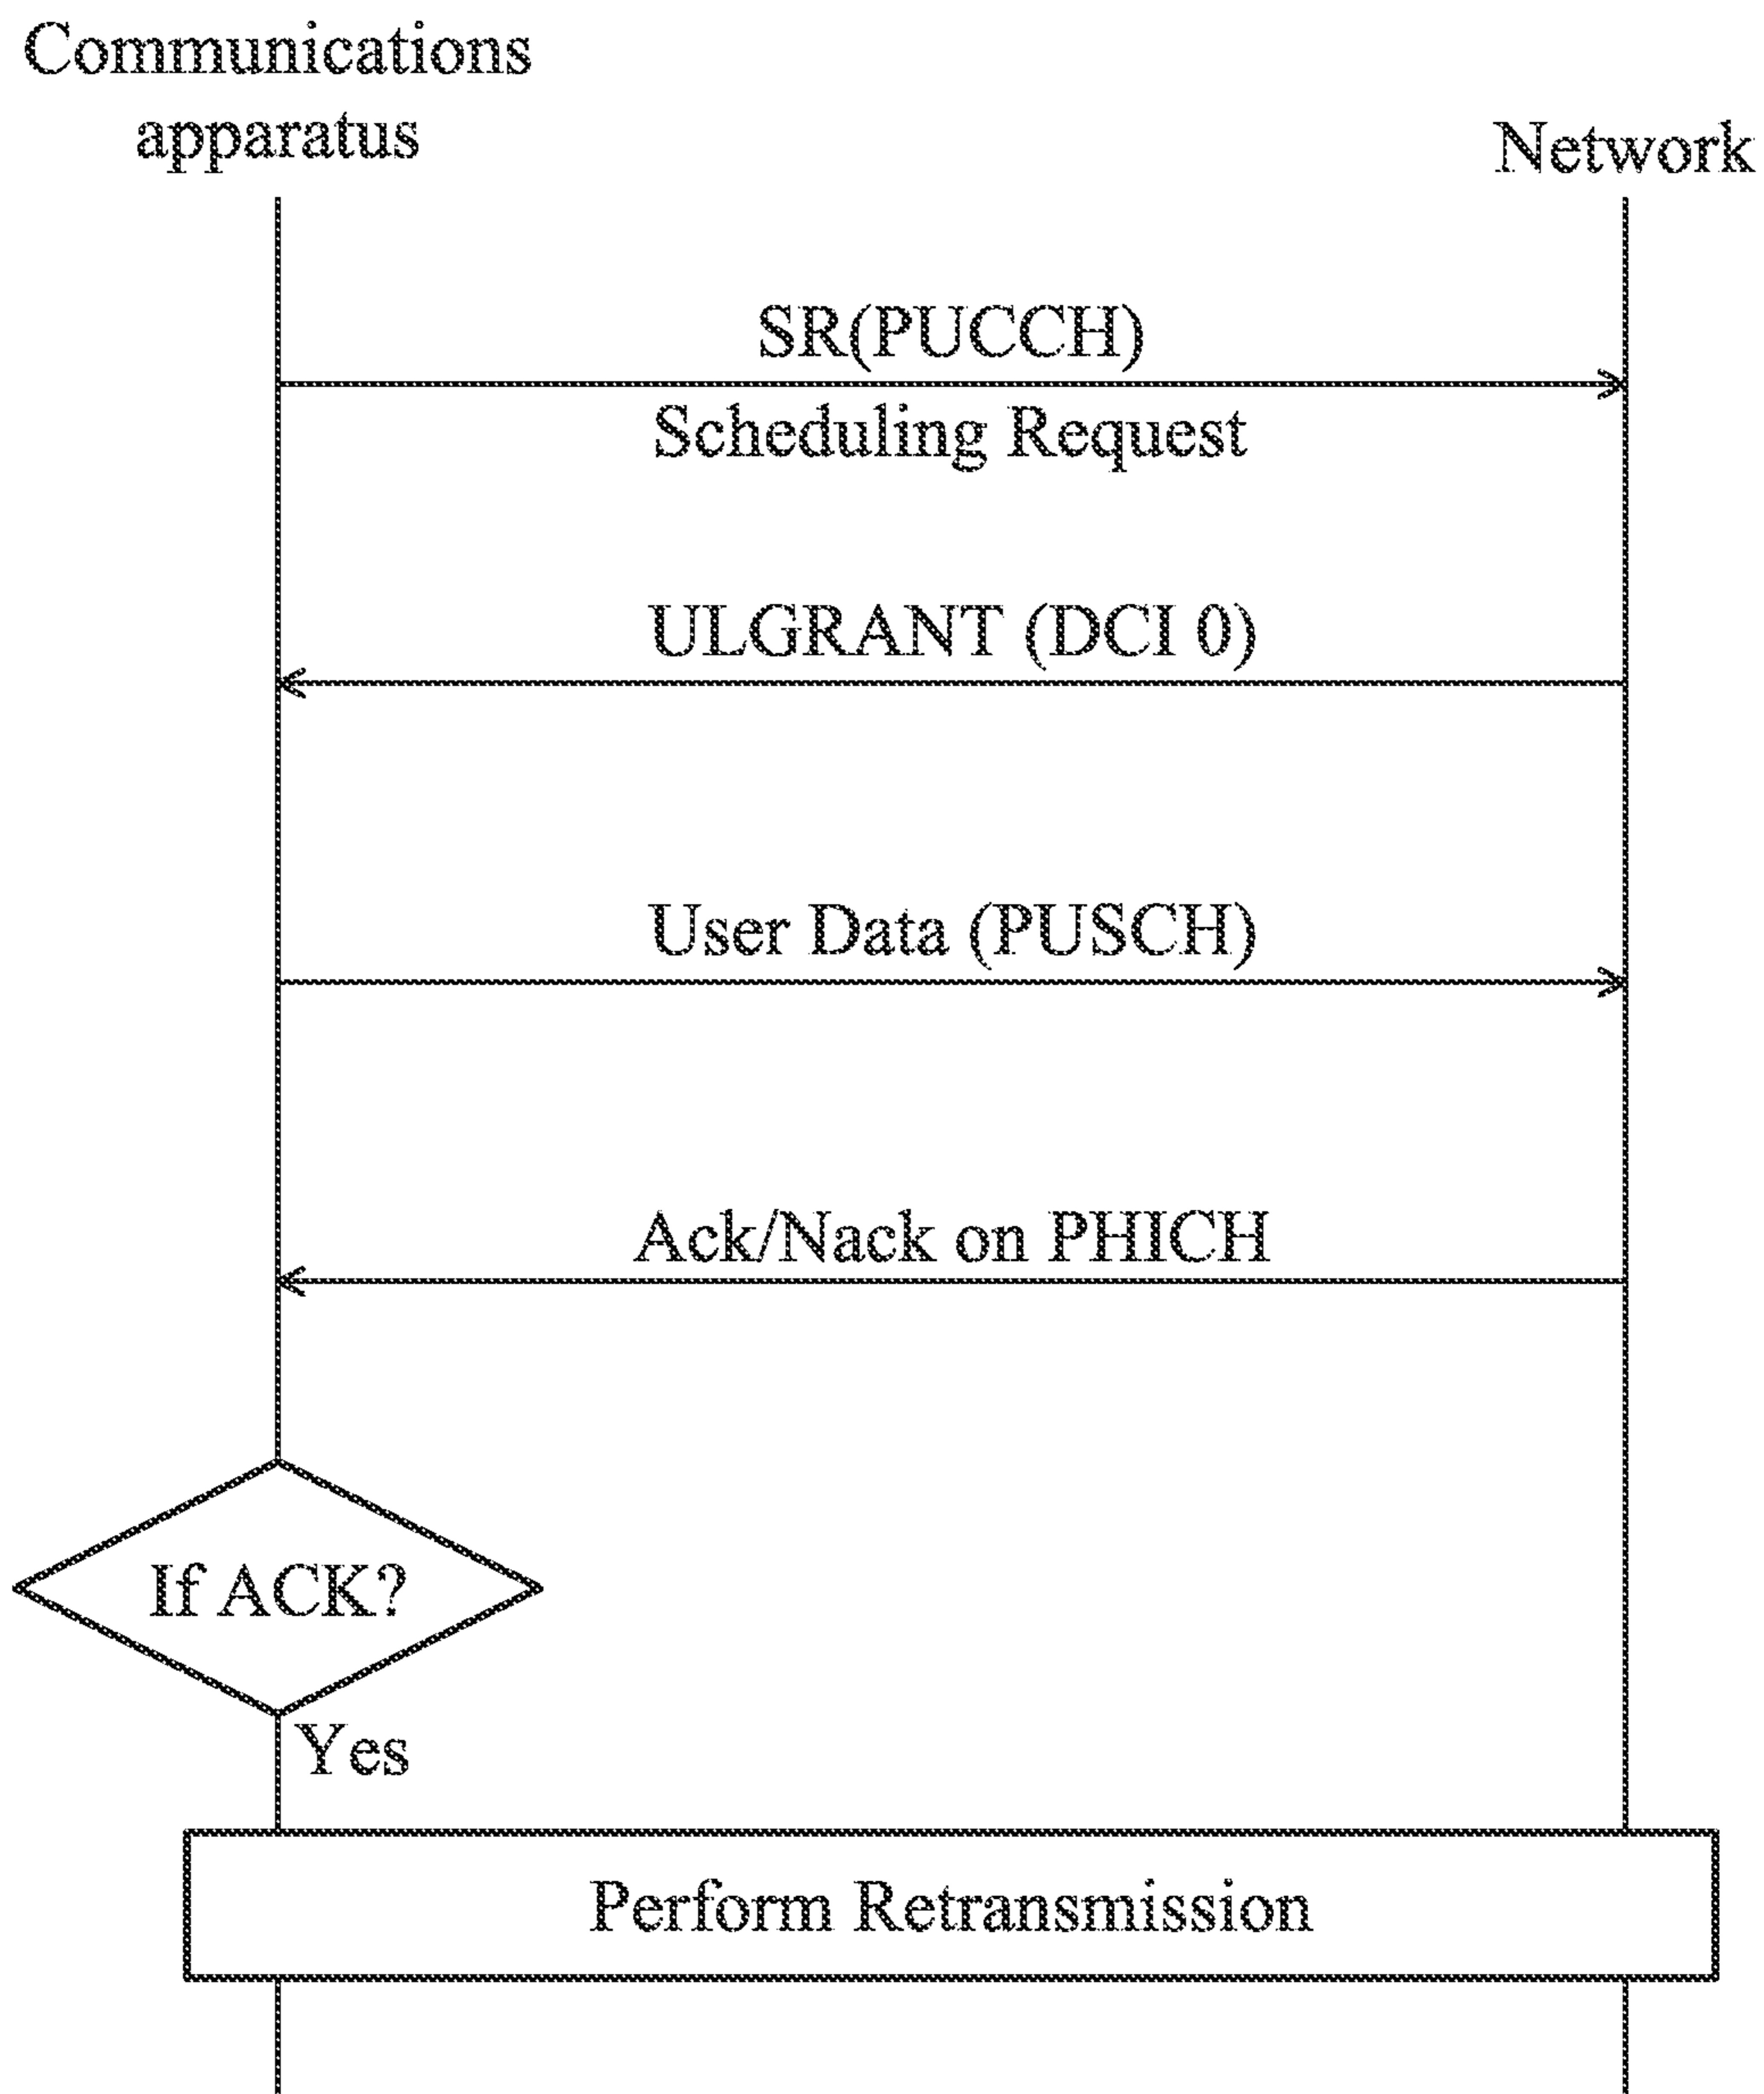 Communications
apparatus
Network
SR(PUCCH)
Scheduling Request
ULGRANT (DCI 0)
User Data (PUSCH)
Ack/Nack on PHICH
If ACK?
Yes
Perform Retransmission